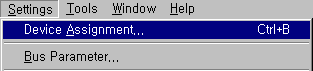 Settings Tools Window Help
Device Assignment... Ctrl+B
Bus Parameter...